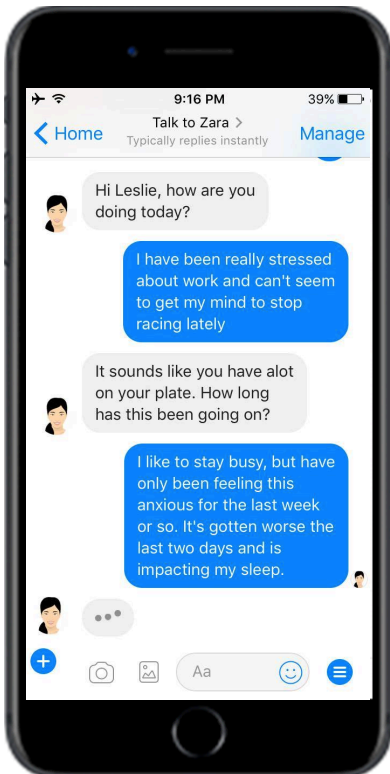 9:16 PM
39%
Home
Talk to Zara >
Typically replies instantly
Manage
Hi Leslie, how are you
doing today?
I have been really stressed
about work and can't seem
to get my mind to stop
racing lately
It sounds like you have alot
on your plate. How long
has this been going on?
I like to stay busy, but have
only been feeling this
anxious for the last week
or so. It's gotten worse the
last two days and is
impacting my sleep.
Aa